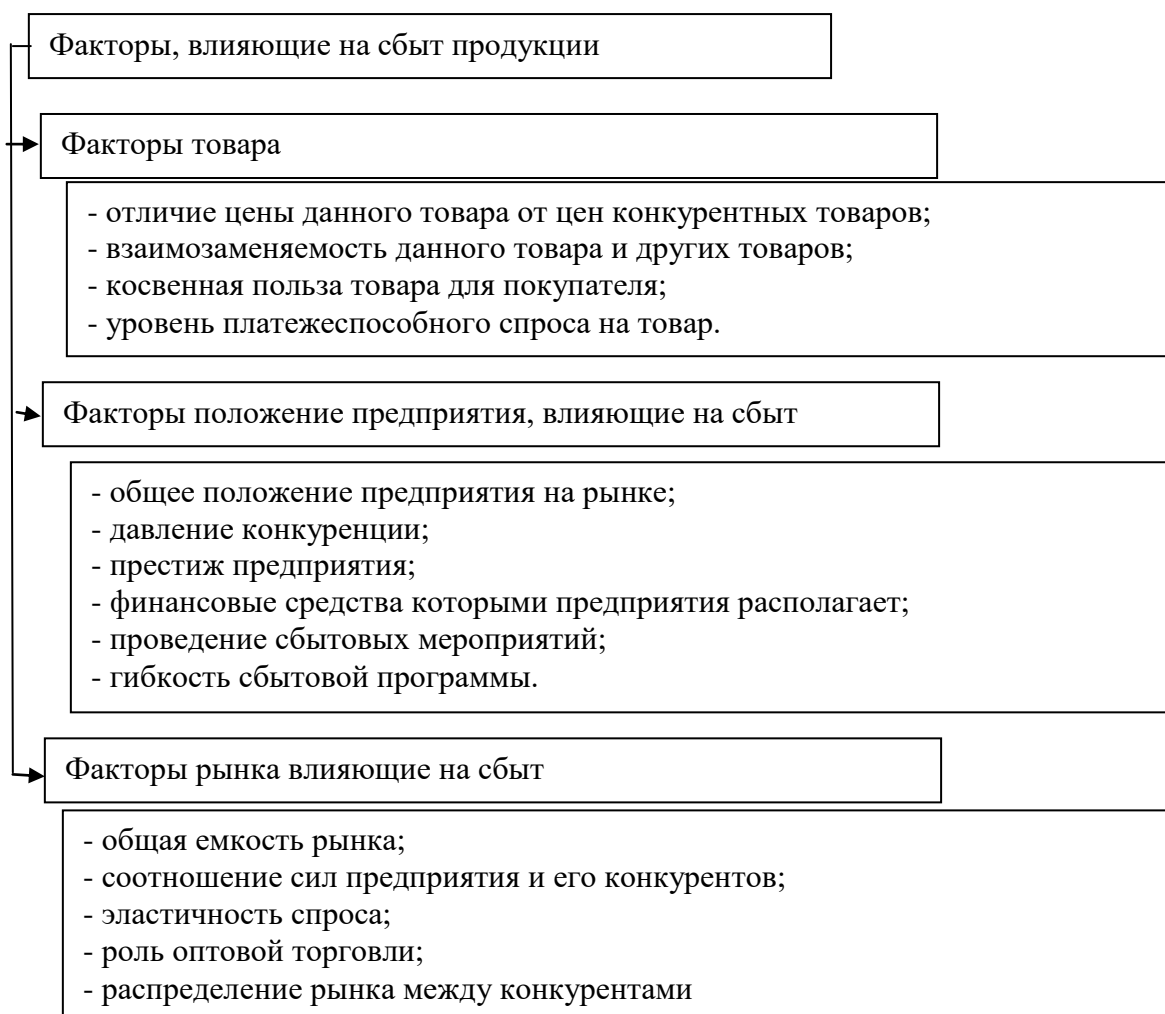 Факторы, влияющие на сбыт продукции
Факторы товара
- отличие цены данного товара от цен конкурентных товаров;
- взаимозаменяемость данного товара и других товаров;
- косвенная польза товара для покупателя;
- уровень платежеспособного спроса на товар.
Факторы положение предприятия, влияющие на сбыт
- общее положение предприятия на рынке;
- давление конкуренции;
- престиж предприятия;
- финансовые средства которыми предприятия располагает;
- проведение сбытовых мероприятий;
- гибкость сбытовой программы.
Факторы рынка влияющие на сбыт
- общая емкость рынка;
- соотношение сил предприятия и его конкурентов;
- эластичность спроса;
- роль оптовой торговли;
- распределение рынка между конкурентами